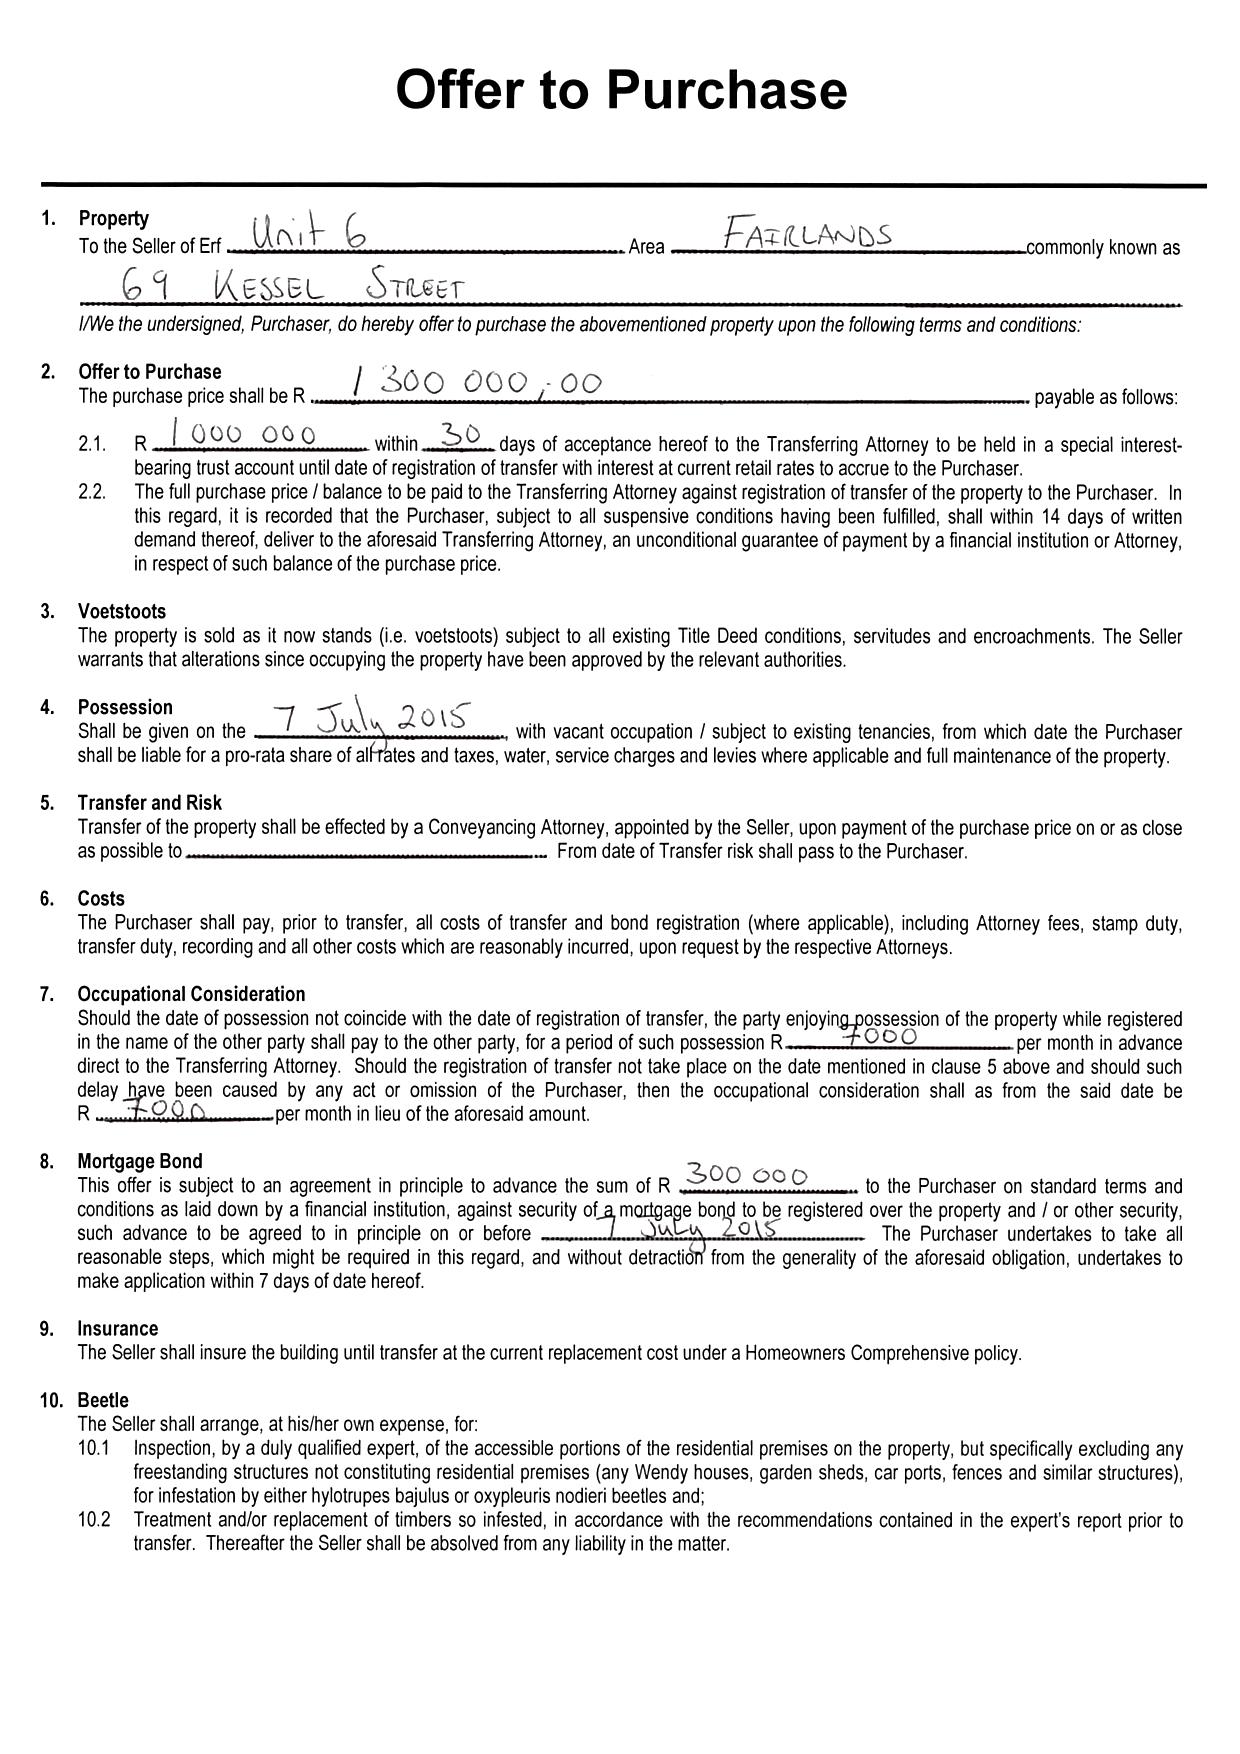 Offer to Purchase
1. Property
To the Seller of Erf Unit 6 Area FAIRLANDS commonly known as
69 KESSEL STREET
I/We the undersigned, Purchaser, do hereby offer to purchase the abovementioned property upon the following terms and conditions:
2. Offer to Purchase
The purchase price shall be R 1 300 000,-00 payable as follows:
2.1. R 1 000 000 within 30 days of acceptance hereof to the Transferring Attorney to be held in a special interest-
bearing trust account until date of registration of transfer with interest at current retail rates to accrue to the Purchaser.
2.2. The full purchase price / balance to be paid to the Transferring Attorney against registration of transfer of the property to the Purchaser. In
this regard, it is recorded that the Purchaser, subject to all suspensive conditions having been fulfilled, shall within 14 days of written
demand thereof, deliver to the aforesaid Transferring Attorney, an unconditional guarantee of payment by a financial institution or Attorney,
in respect of such balance of the purchase price.
3. Voetstoots
The property is sold as it now stands (i.e. voetstoots) subject to all existing Title Deed conditions, servitudes and encroachments. The Seller
warrants that alterations since occupying the property have been approved by the relevant authorities.
4. Possession
Shall be given on the 7 July 2015, with vacant occupation / subject to existing tenancies, from which date the Purchaser
shall be liable for a pro-rata share of all rates and taxes, water, service charges and levies where applicable and full maintenance of the property.
5. Transfer and Risk
Transfer of the property shall be effected by a Conveyancing Attorney, appointed by the Seller, upon payment of the purchase price on or as close
as possible to From date of Transfer risk shall pass to the Purchaser.
6. Costs
The Purchaser shall pay, prior to transfer, all costs of transfer and bond registration (where applicable), including Attorney fees, stamp duty,
transfer duty, recording and all other costs which are reasonably incurred, upon request by the respective Attorneys.
7. Occupational Consideration
Should the date of possession not coincide with the date of registration of transfer, the party enjoying possession of the property while registered
in the name of the other party shall pay to the other party, for a period of such possession R 7000 per month in advance
direct to the Transferring Attorney. Should the registration of transfer not take place on the date mentioned in clause 5 above and should such
delay have been caused by any act or omission of the Purchaser, then the occupational consideration shall as from the said date be
R 7000 per month in lieu of the aforesaid amount.
8. Mortgage Bond
This offer is subject to an agreement in principle to advance the sum of R 300 000 to the Purchaser on standard terms and
conditions as laid down by a financial institution, against security of a mortgage bond to be registered over the property and / or other security,
such advance to be agreed to in principle on or before 7 July 2015 The Purchaser undertakes to take all
reasonable steps, which might be required in this regard, and without detraction from the generality of the aforesaid obligation, undertakes to
make application within 7 days of date hereof.
9. Insurance
The Seller shall insure the building until transfer at the current replacement cost under a Homeowners Comprehensive policy.
10. Beetle
The Seller shall arrange, at his/her own expense, for:
10.1 Inspection, by a duly qualified expert, of the accessible portions of the residential premises on the property, but specifically excluding any
freestanding structures not constituting residential premises (any Wendy houses, garden sheds, car ports, fences and similar structures),
for infestation by either hylotrupes bajulus or oxypleuris nodieri beetles and;
10.2 Treatment and/or replacement of timbers so infested, in accordance with the recommendations contained in the expert's report prior to
transfer. Thereafter the Seller shall be absolved from any liability in the matter.